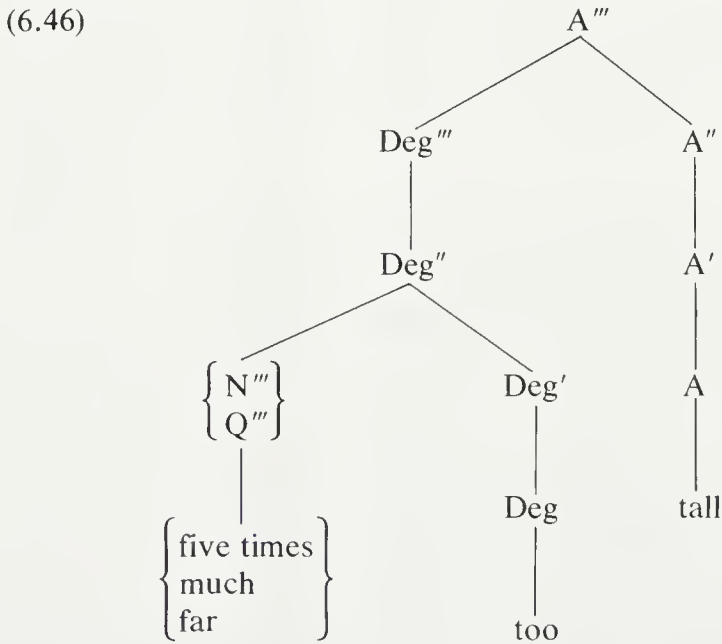 (6.46)
A‴
Deg‴ A″
Deg″ A′
{ N‴ Deg′ A
Q‴ }
Deg tall
{ five times
much
far } too